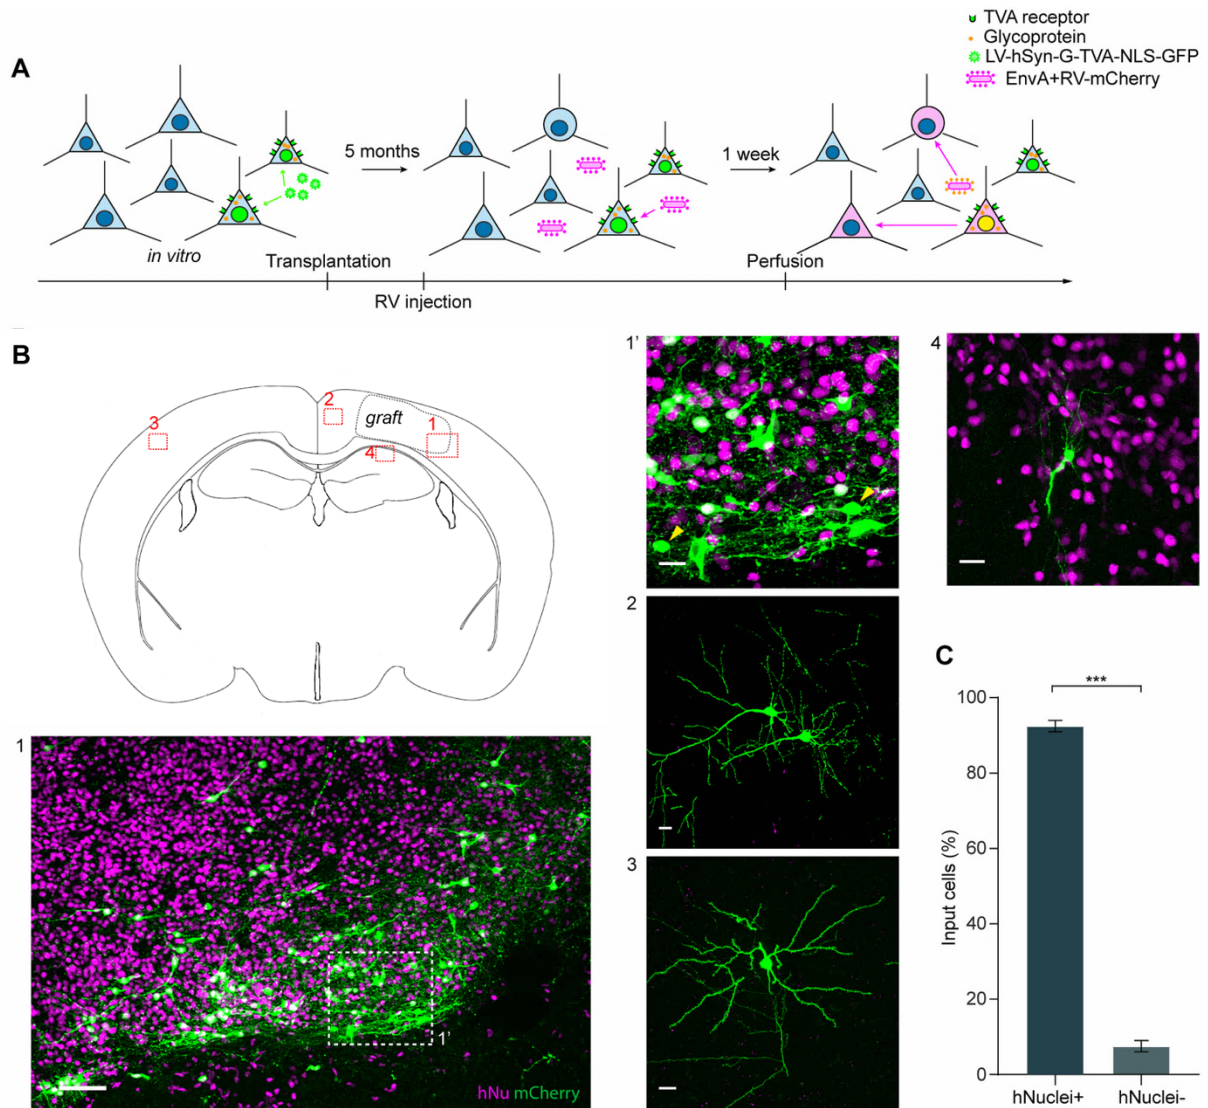 TVA receptor
Glycoprotein
LV-hSyn-G-TVA-NLS-GFP
EnvA+RV-mCherry
A
5 months
1 week
in vitro
Transplantation
Perfusion
RV injection
B
3
2
graft
1
4
1
1'
hNu mCherry
1'
2
3
4
C
***
100
80
60
40
20
0
Input cells (%)
hNuclei+
hNuclei-